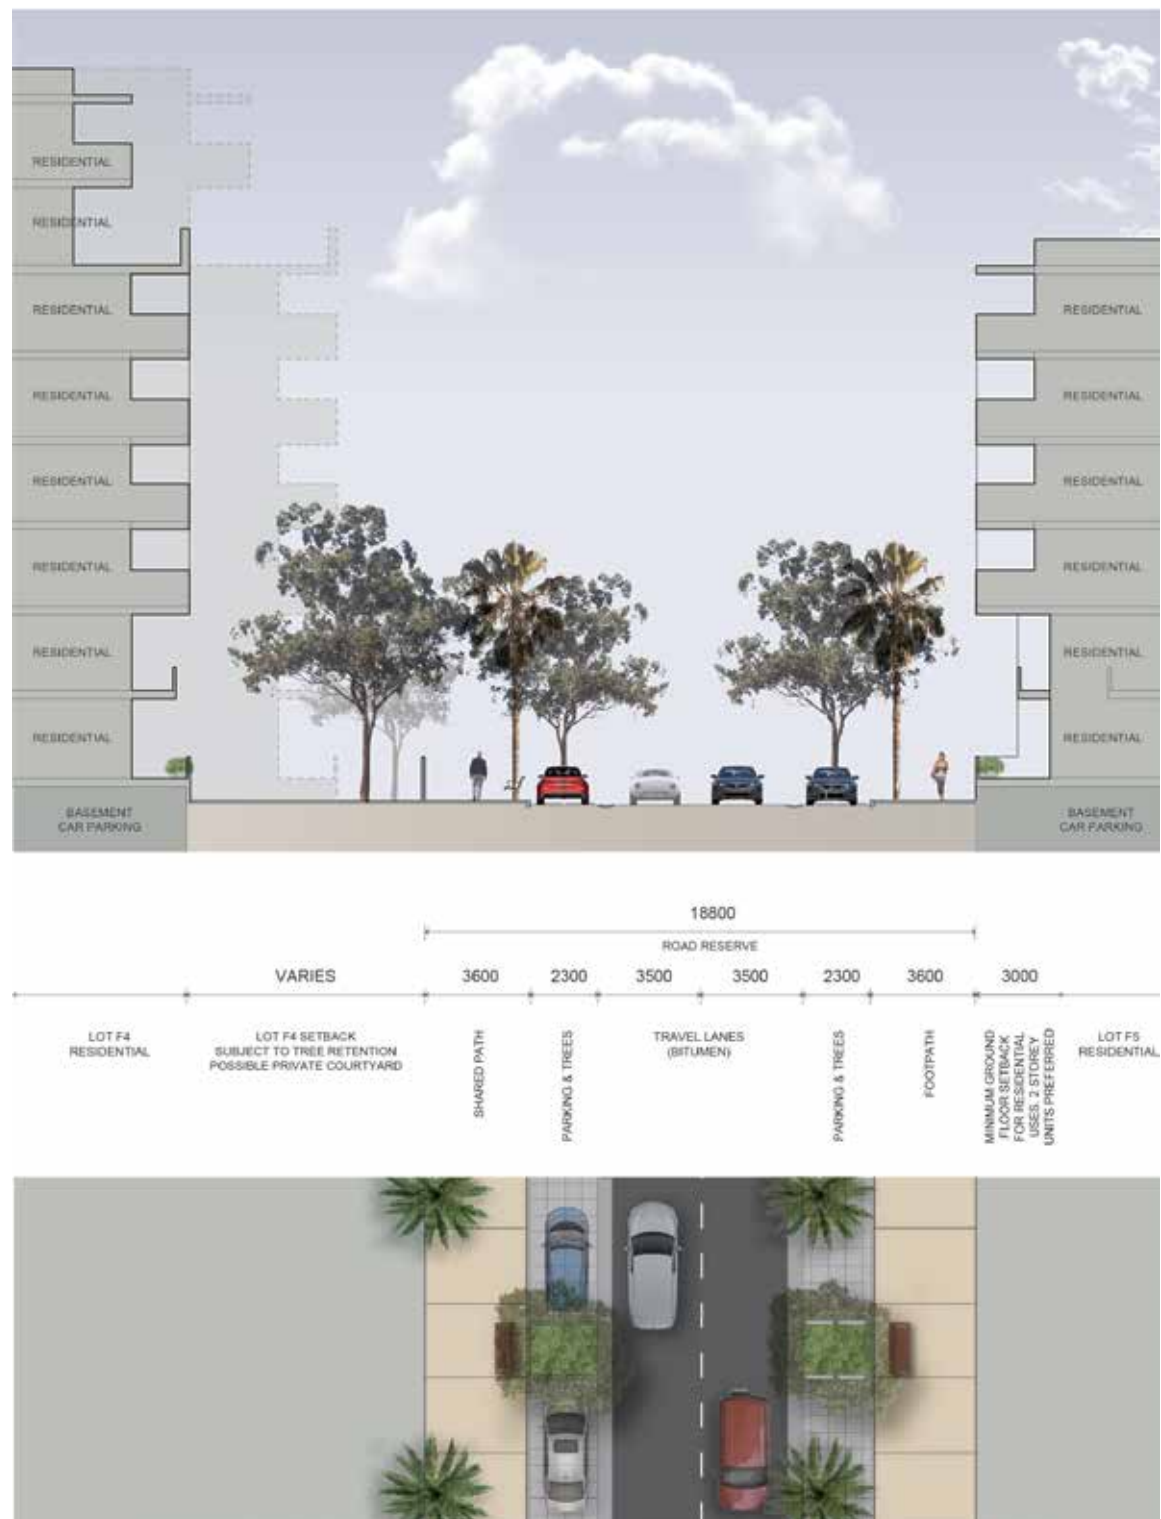 RESIDENTIAL
RESIDENTIAL
RESIDENTIAL
RESIDENTIAL
RESIDENTIAL
RESIDENTIAL
RESIDENTIAL
RESIDENTIAL
BASEMENT
CAR PARKING
RESIDENTIAL
RESIDENTIAL
RESIDENTIAL
RESIDENTIAL
RESIDENTIAL
RESIDENTIAL
BASEMENT
CAR PARKING
18800
ROAD RESERVE
VARIES
3600
2300
3500
3500
2300
3600
3000
LOT F4
RESIDENTIAL
LOT F4 SETBACK
SUBJECT TO TREE RETENTION
POSSIBLE PRIVATE COURTYARD
SHARED PATH
PARKING & TREES
TRAVEL LANES
(BITUMEN)
PARKING & TREES
FOOTPATH
MINIMUM GROUND
FLOOR SETBACK
FOR RESIDENTIAL
USES. 2 STOREY
UNITS PREFERRED
LOT F5
RESIDENTIAL